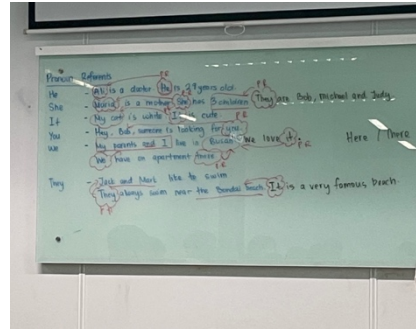 Pronoun Referents
P.R
He - Ali is a doctor. He is 29 years old. P.R
She - Maria is a mother. She has 3 children. They are Bob, Michael and Judy.
It - My cat is white. It is cute. P.R
You - Hey, Bob, someone is looking for you.
We - My parents and I live in Busan. We love it. P.R Here / There
We have an apartment there.
P.R
They - Jack and Mark like to swim
They always swim near the Bondai beach. It is a very famous beach.
P.R